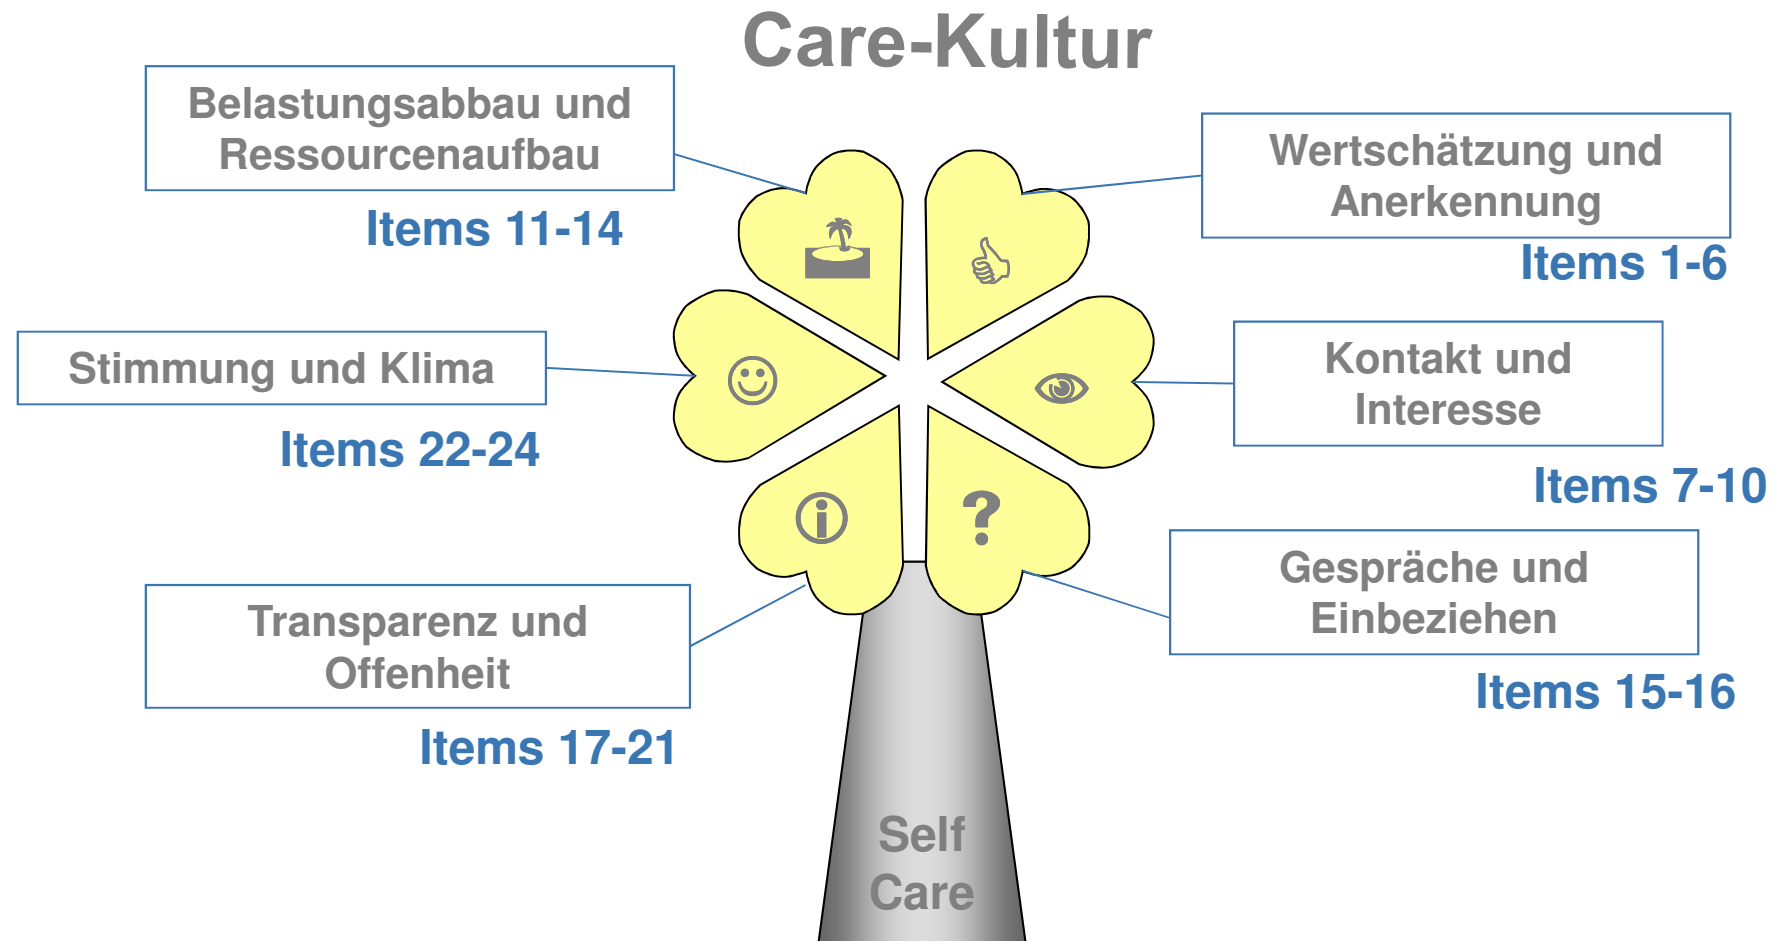 Care-Kultur
Belastungsabbau und
Ressourcenaufbau
Items 11-14
Wertschätzung und
Anerkennung
Items 1-6
Stimmung und Klima
Items 22-24
Kontakt und
Interesse
Items 7-10
Transparenz und
Offenheit
Items 17-21
Gespräche und
Einbeziehen
Items 15-16
Self
Care